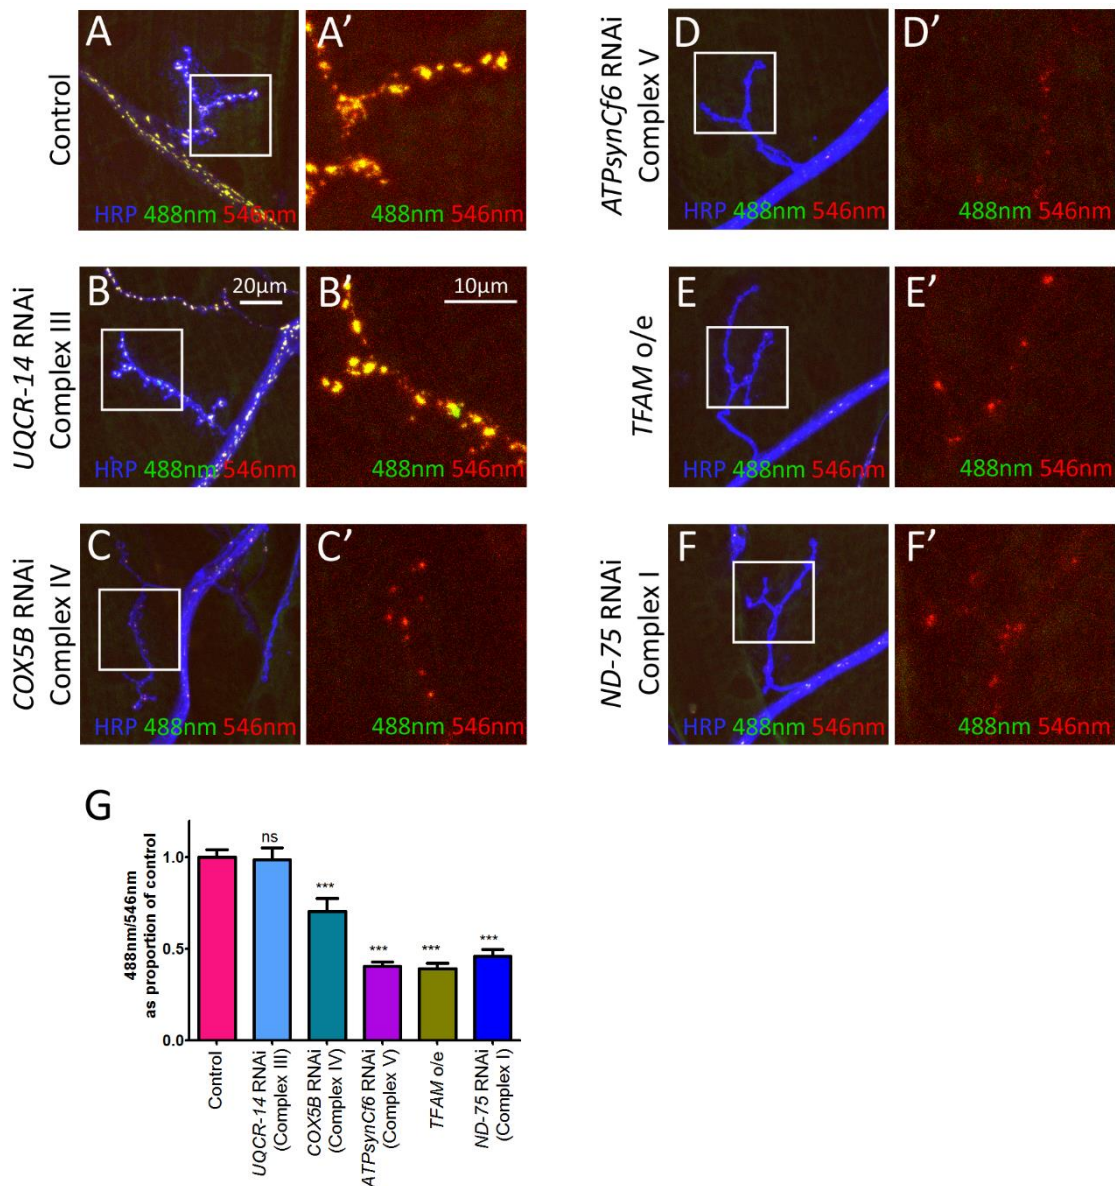 Control
A
HRP 488nm 546nm
A’
488nm 546nm
ATPsynCf6 RNAi
Complex V
D
HRP 488nm 546nm
D’
488nm 546nm
UQCR-14 RNAi
Complex III
B
20µm
HRP 488nm 546nm
B’
10µm
488nm 546nm
TFAM o/e
E
HRP 488nm 546nm
E’
488nm 546nm
COX5B RNAi
Complex IV
C
HRP 488nm 546nm
C’
488nm 546nm
ND-75 RNAi
Complex I
F
HRP 488nm 546nm
F’
488nm 546nm
G
488nm/546nm
as proportion of control
1.0
0.5
0.0
ns
***
***
***
***
Control
UQCR-14 RNAi
(Complex III)
COX5B RNAi
(Complex IV)
ATPsynCf6 RNAi
(Complex V)
TFAM o/e
ND-75 RNAi
(Complex I)